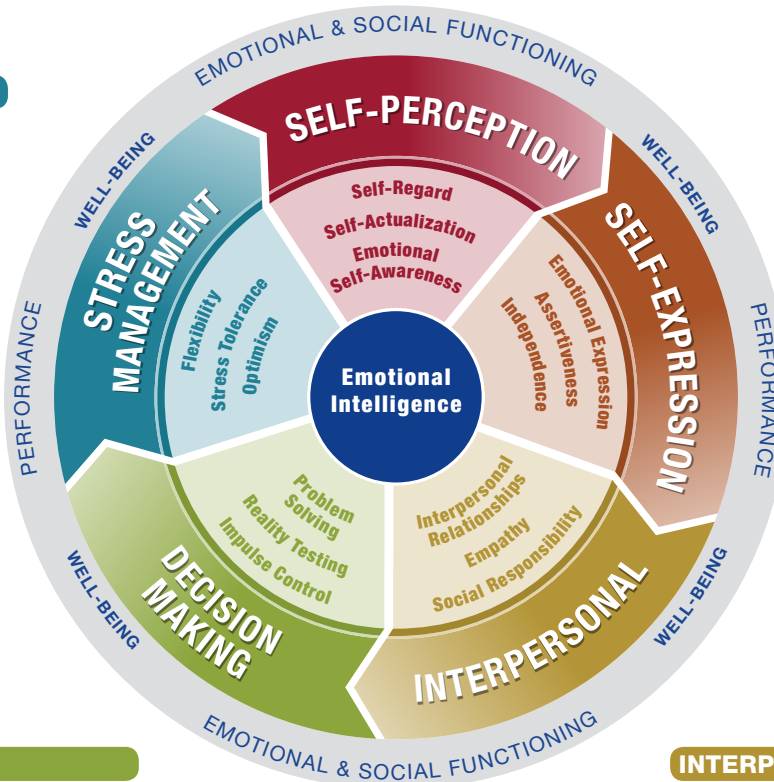 EMOTIONAL & SOCIAL FUNCTIONING
WELL-BEING
WELL-BEING
PERFORMANCE
PERFORMANCE
SELF-PERCEPTION
Self-Regard
Self-Actualization
Emotional
Self-Awareness
SELF-EXPRESSION
Emotional Expression
Assertiveness
Independence
STRESS
MANAGEMENT
Flexibility
Stress Tolerance
Optimism
Emotional
Intelligence
DECISION
MAKING
Problem
Solving
Reality Testing
Impulse Control
INTERPERSONAL
Interpersonal
Relationships
Empathy
Social Responsibility
WELL-BEING
WELL-BEING
EMOTIONAL & SOCIAL FUNCTIONING
INTERP